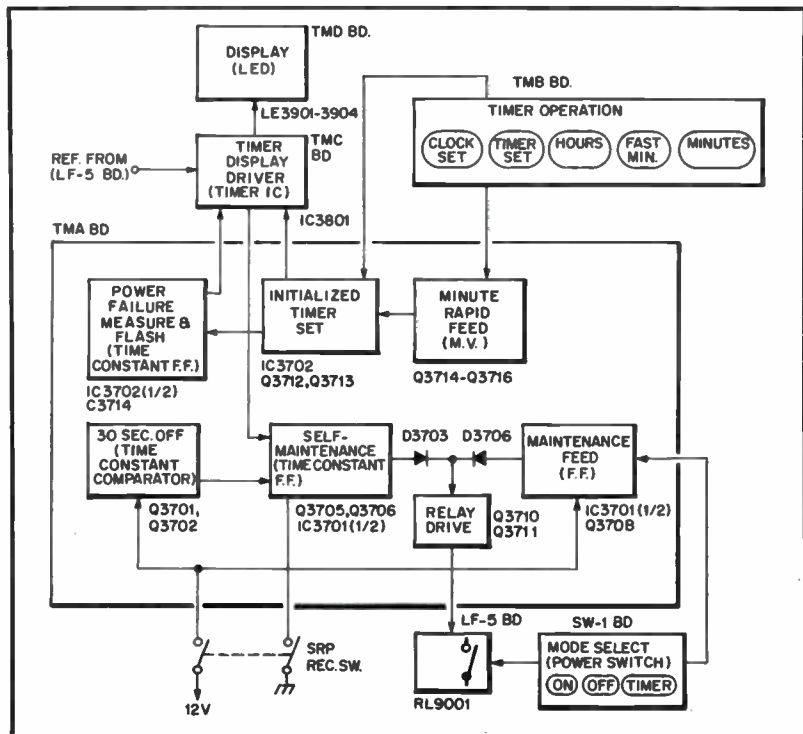 TMD BD.
DISPLAY
(LED)
LE3901-3904
TMB BD.
TIMER OPERATION
CLOCK
SET
TIMER
SET
HOURS
FAST
MIN.
MINUTES
REF. FROM
(LF-5 BD.)
TIMER
DISPLAY
DRIVER
(TIMER IC)
TMC
BD
IC3801
TMA BD
POWER
FAILURE
MEASURE &
FLASH
(TIME
CONSTANT F.F.)
IC3702(1/2)
C3714
INITIALIZED
TIMER
SET
IC3702
Q3712,Q3713
MINUTE
RAPID
FEED
(M.V.)
Q3714-Q3716
30 SEC. OFF
(TIME
CONSTANT
COMPARATOR)
Q3701,
Q3702
SELF-
MAINTENANCE
(TIME CONSTANT
F.F.)
Q3705,Q3706
IC3701(1/2)
D3703
D3706
MAINTENANCE
FEED
(F.F.)
IC3701(1/2)
Q3708
RELAY
DRIVE
Q3710
Q3711
12V
SRP
REC.SW.
LF-5 BD
RL9001
SW-1 BD
MODE SELECT
(POWER SWITCH)
ON
OFF
TIMER